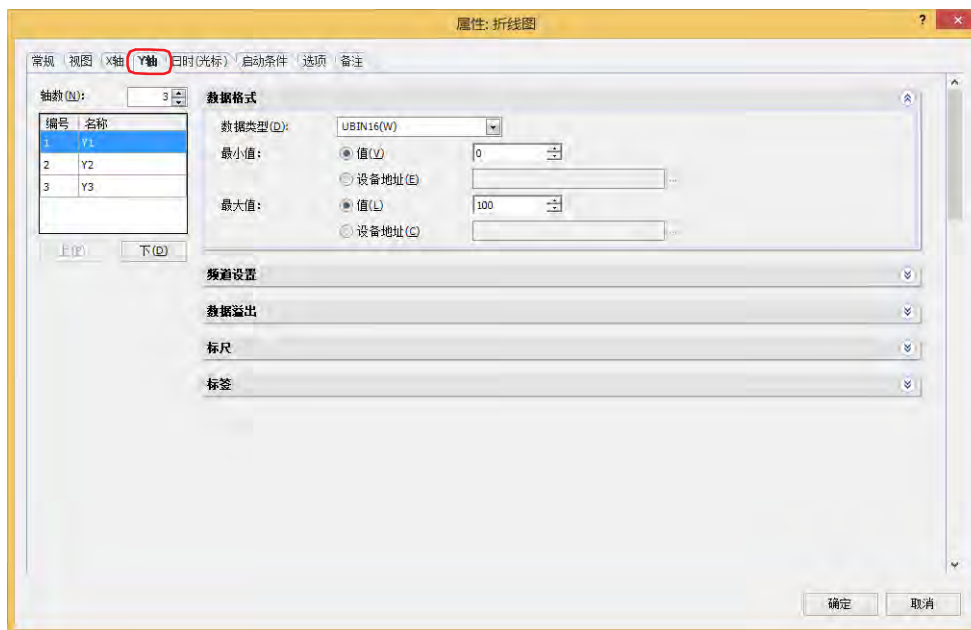 属性: 折线图
?
×
常规 视图 X轴 Y轴 日时(光标) 启动条件 选项 备注
轴数(N): 3
编号 名称
1 Y1
2 Y2
3 Y3
上(P) 下(D)
数据格式
数据类型(D): UBIN16(W)
最小值: 值(V) 0
设备地址(E) ...
最大值: 值(L) 100
设备地址(C) ...
频道设置
数据溢出
标尺
标签
确定 取消